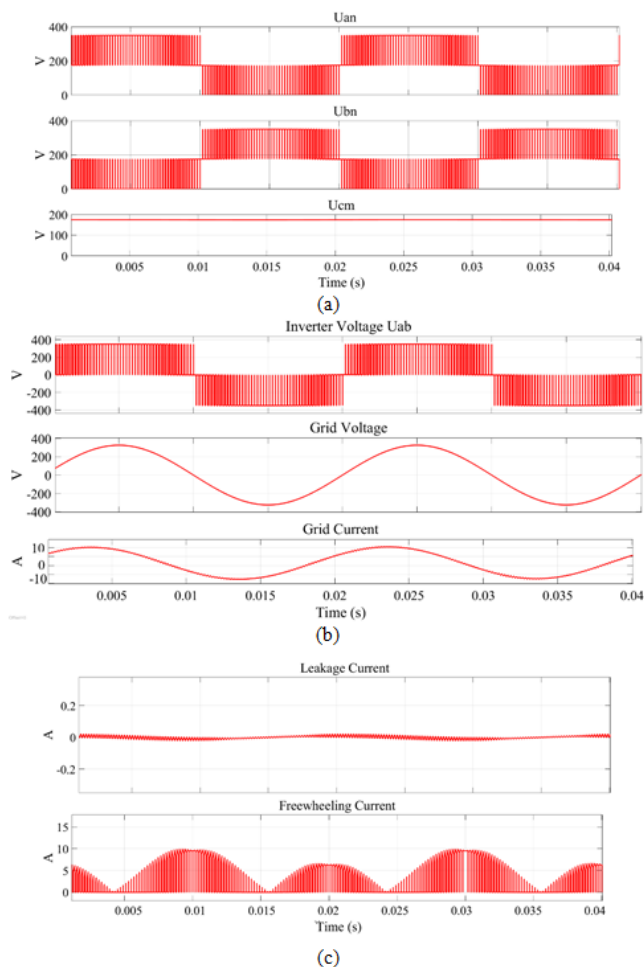 Uan
400
V
200
0
Ubn
400
V
200
0
Ucm
200
V
100
0
0.005 0.01 0.015 0.02 0.025 0.03 0.035 0.04
Time (s)
(a)
Inverter Voltage Uab
400
200
V
0
-200
-400
Grid Voltage
400
200
V
0
-200
-400
Grid Current
10
A
0
-10
0.005 0.01 0.015 0.02 0.025 0.03 0.035 0.04
Time (s)
(b)
Leakage Current
0.2
A
0
-0.2
Freewheeling Current
15
A
10
5
0
0.005 0.01 0.015 0.02 0.025 0.03 0.035 0.04
Time (s)
(c)